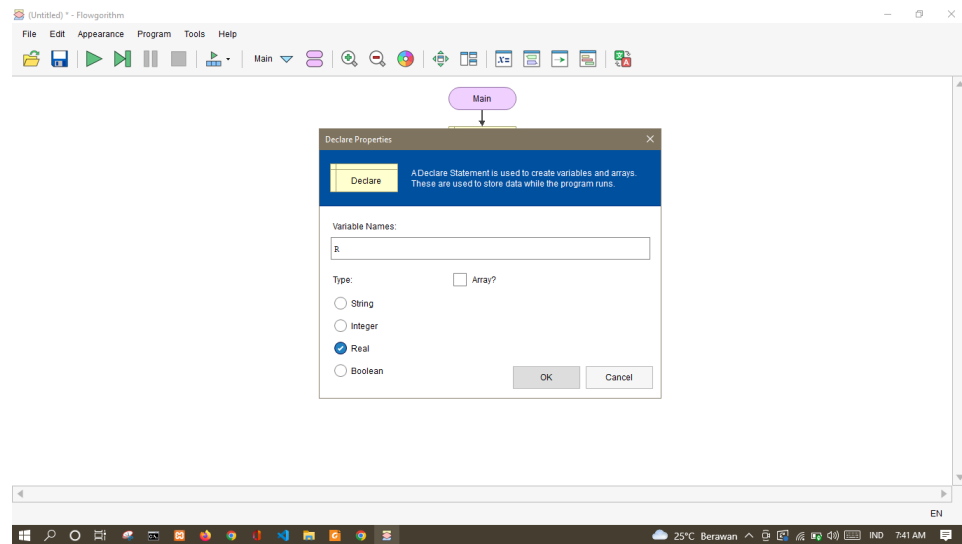 (Untitled) * - Flowgorithm
File Edit Appearance Program Tools Help
Main
x=
Main
Declare Properties
Declare
A Declare Statement is used to create variables and arrays.
These are used to store data while the program runs.
Variable Names:
R
Type:
Array?
String
Integer
Real
Boolean
OK
Cancel
EN
25°C Berawan
IND
7:41 AM